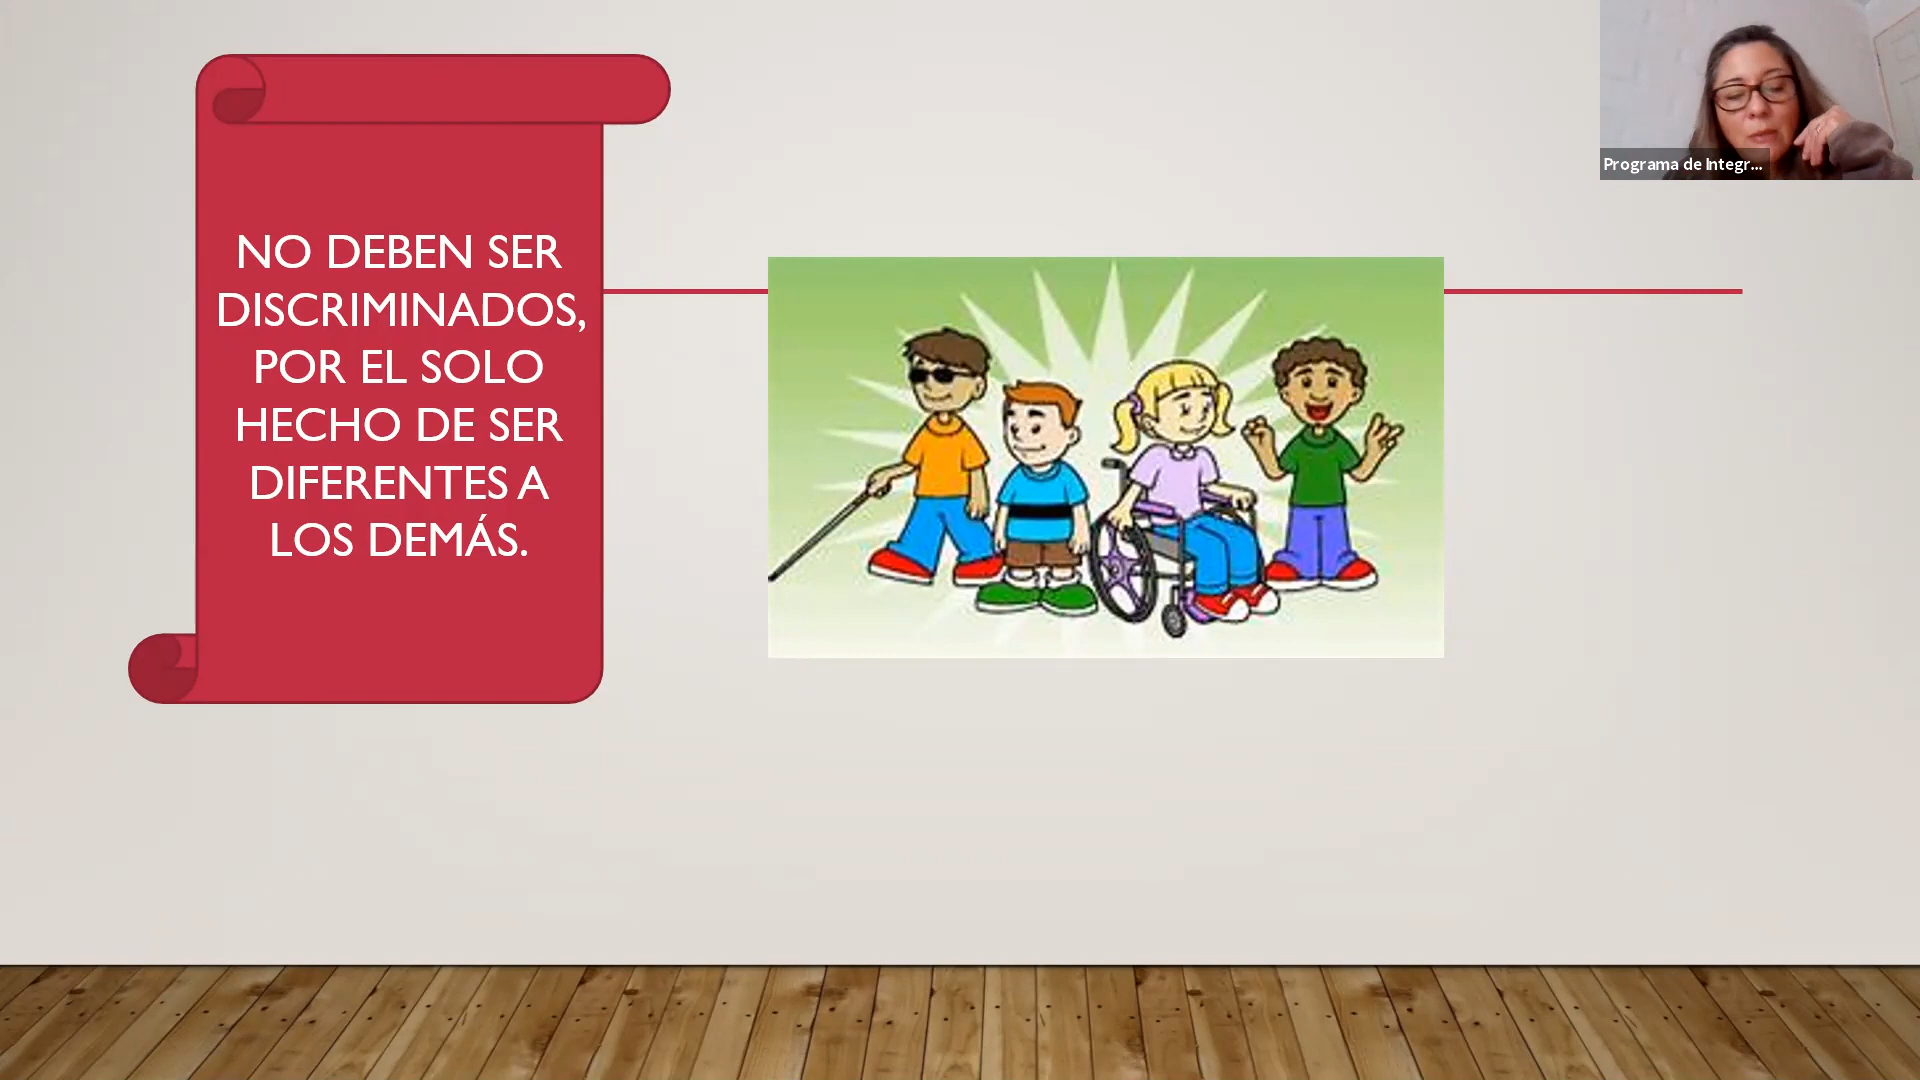 NO DEBEN SER
DISCRIMINADOS,
POR EL SOLO
HECHO DE SER
DIFERENTES A
LOS DEMÁS.
Programa de Integr...